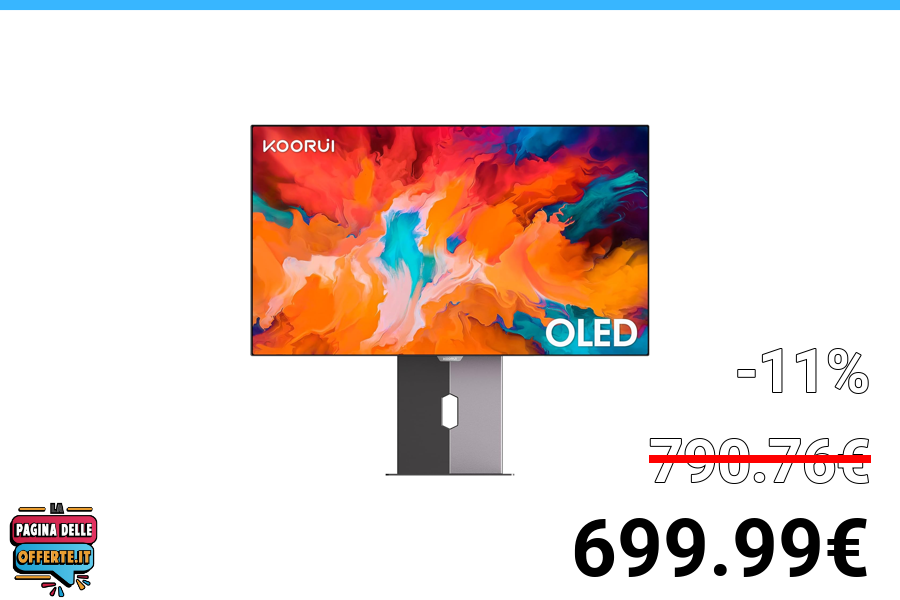 KOORUI
OLED
-11%
790.76€
699.99€
LA
PAGINA DELLE
OFFERTE.IT